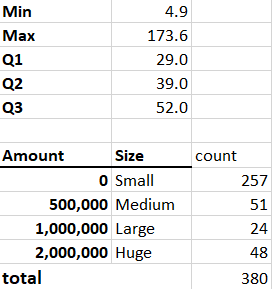 Min 4.9
Max 173.6
Q1 29.0
Q2 39.0
Q3 52.0
Amount Size count
0 Small 257
500,000 Medium 51
1,000,000 Large 24
2,000,000 Huge 48
total 380